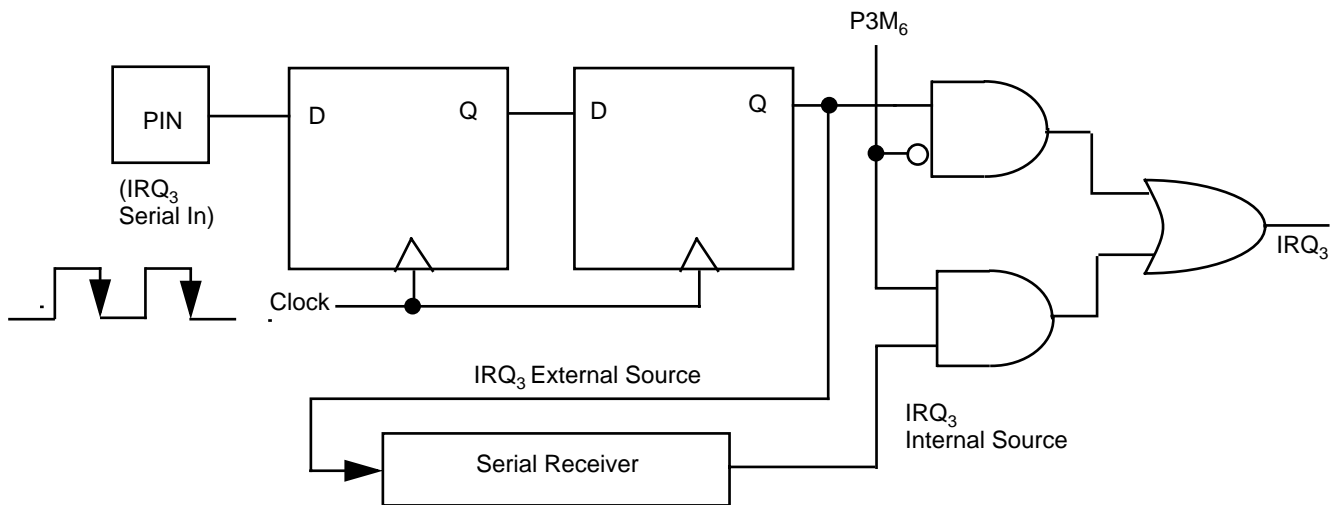 P3M6
PIN
D
Q
D
Q
(IRQ3
Serial In)
IRQ3
Clock
IRQ3 External Source
IRQ3
Internal Source
Serial Receiver